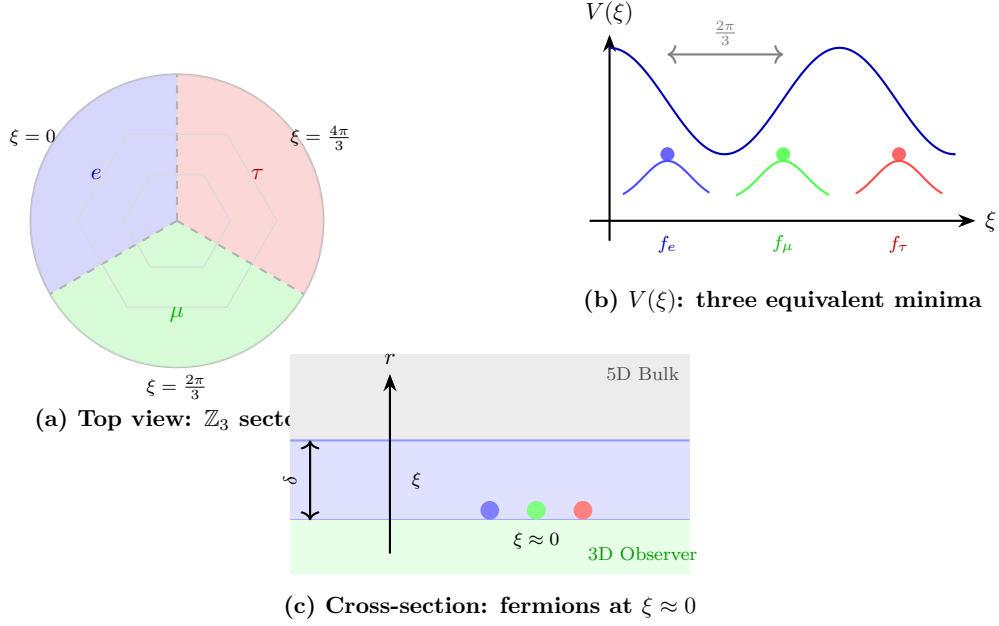 V(ξ)
2π/3
ξ = 0
ξ = 4π/3
e
τ
μ
ξ
f_e
f_μ
f_τ
ξ = 2π/3
(b) V(ξ): three equivalent minima
(a) Top view: ℤ₃ secto
r
5D Bulk
δ
ξ
ξ ≈ 0
3D Observer
(c) Cross-section: fermions at ξ ≈ 0